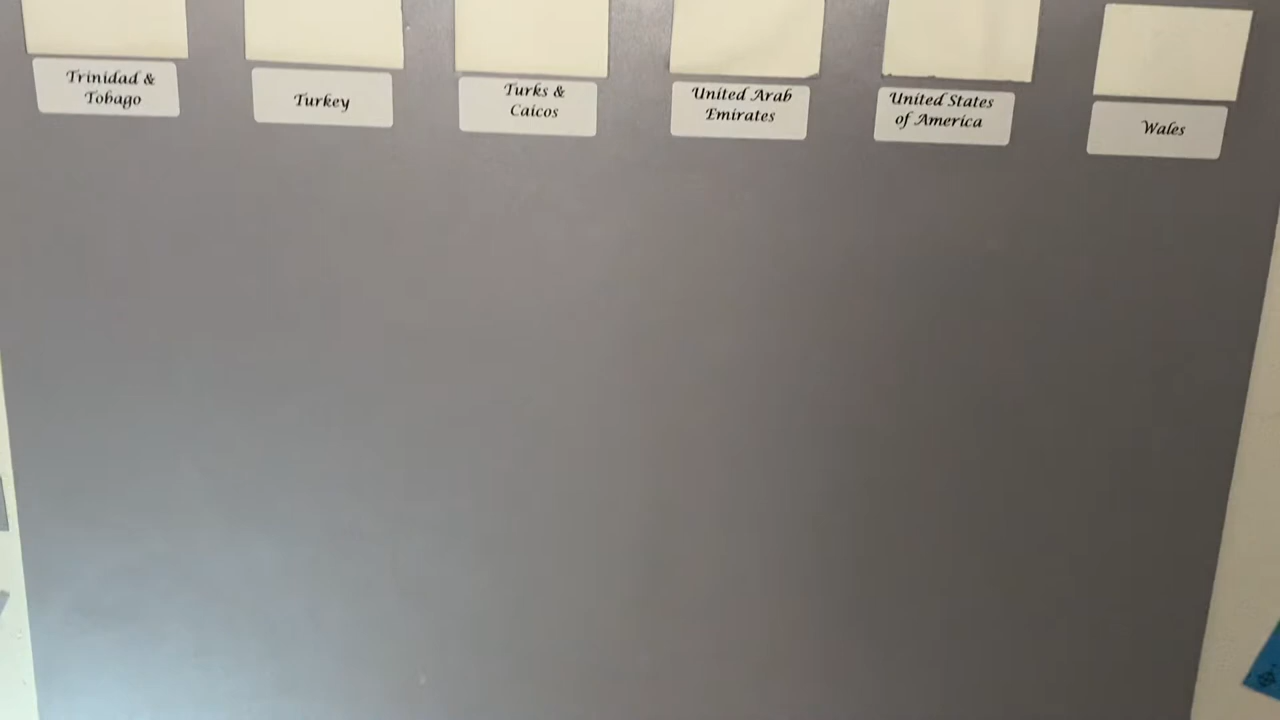 Trinidad &
Tobago
Turkey
Turks &
Caicos
United Arab
Emirates
United States
of America
Wales